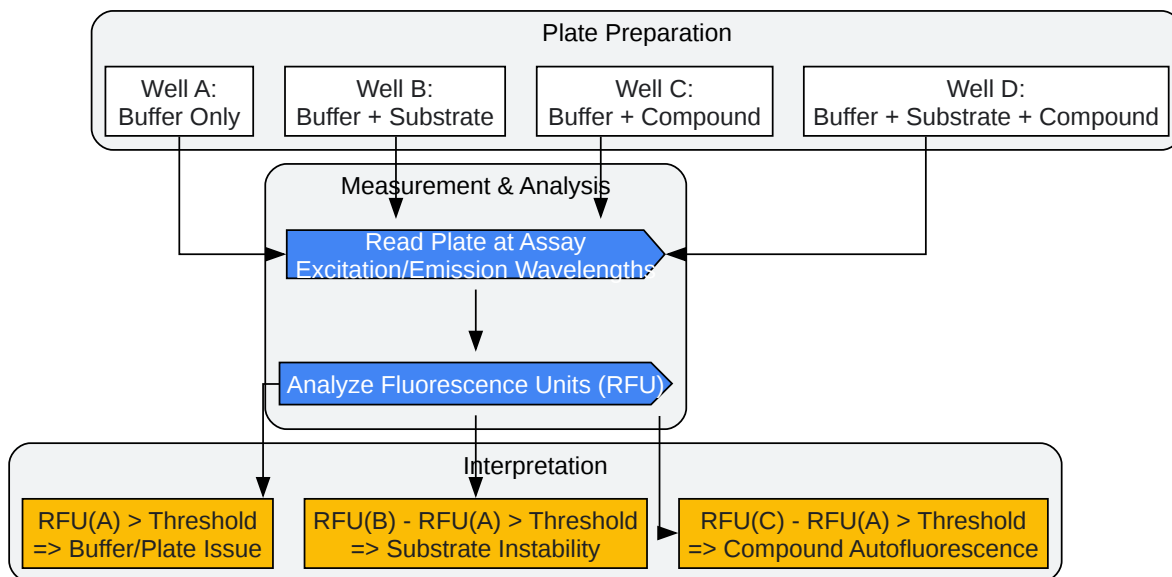 Plate Preparation
Well A:
Buffer Only
Well B:
Buffer + Substrate
Well C:
Buffer + Compound
Well D:
Buffer + Substrate + Compound
Measurement & Analysis
Read Plate at Assay
Excitation/Emission Wavelengths
Analyze Fluorescence Units (RFU)
Interpretation
RFU(A) > Threshold
=> Buffer/Plate Issue
RFU(B) - RFU(A) > Threshold
=> Substrate Instability
RFU(C) - RFU(A) > Threshold
=> Compound Autofluorescence